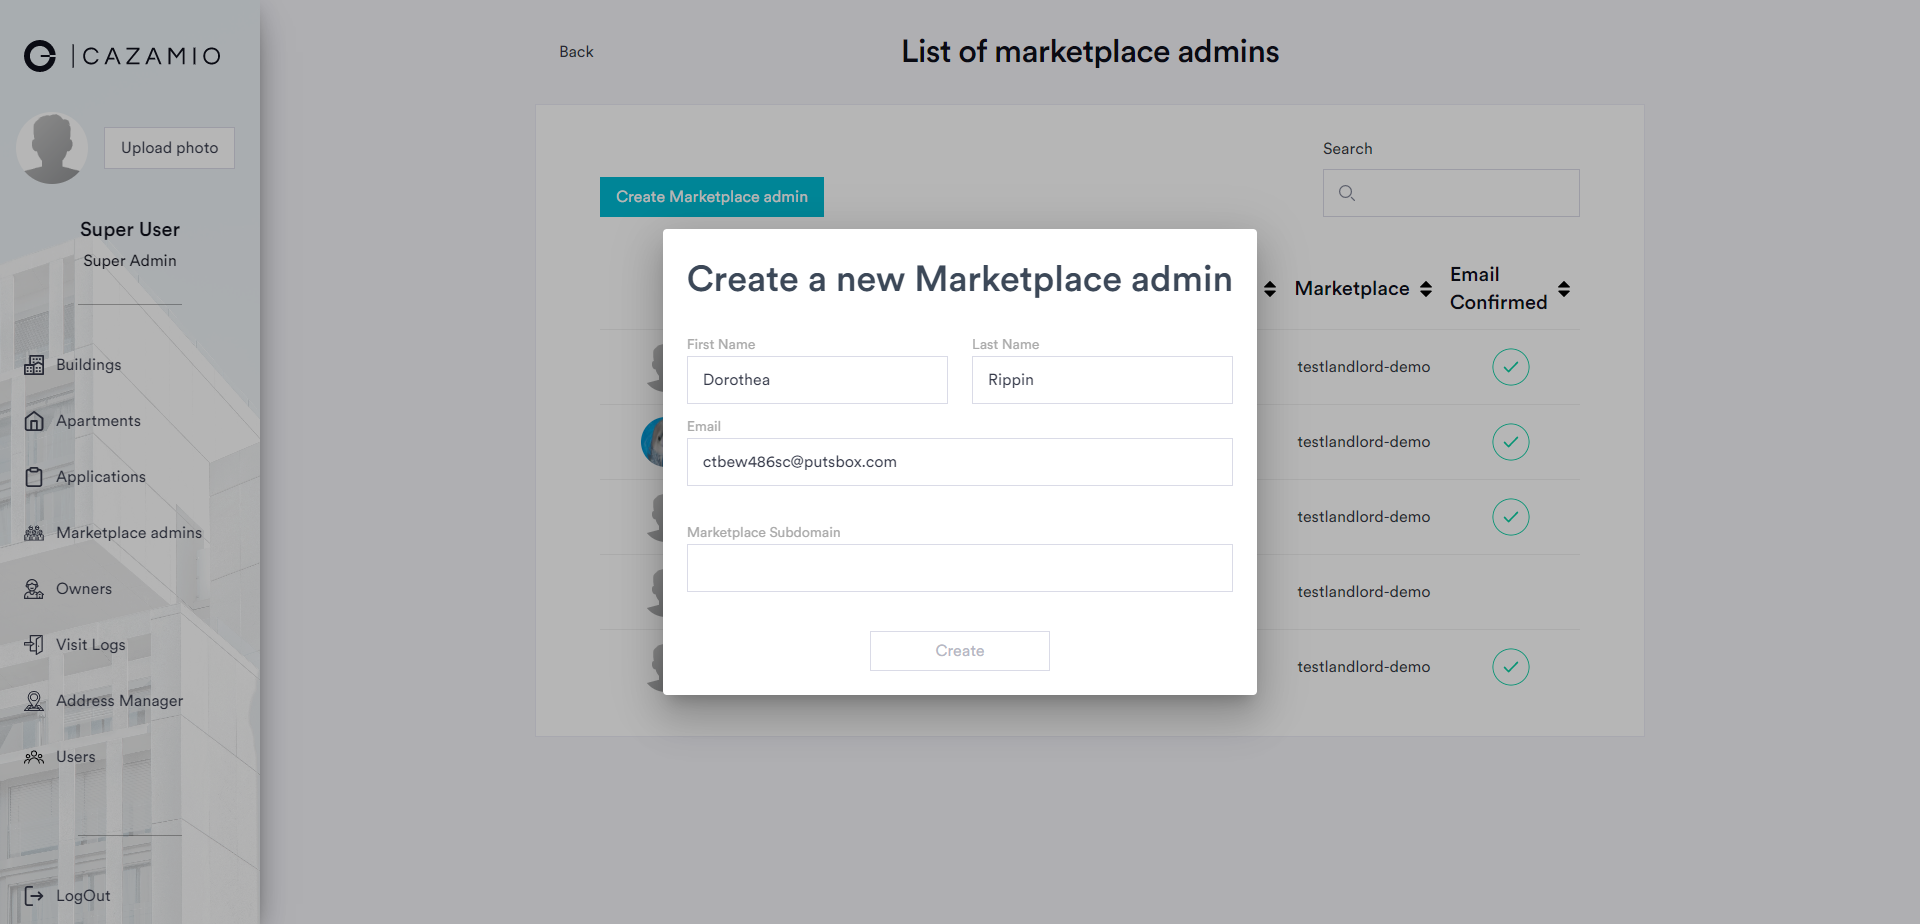 CAZAMIO
Upload photo
Super User
Super Admin
Buildings
Apartments
Applications
Marketplace admins
Owners
Visit Logs
Address Manager
Users
LogOut
Back
List of marketplace admins
Search
Create Marketplace admin
Marketplace
Email
Confirmed
testlandlord-demo
testlandlord-demo
testlandlord-demo
testlandlord-demo
testlandlord-demo
Create a new Marketplace admin
First Name
Last Name
Dorothea
Rippin
Email
ctbew486sc@putsbox.com
Marketplace Subdomain
Create